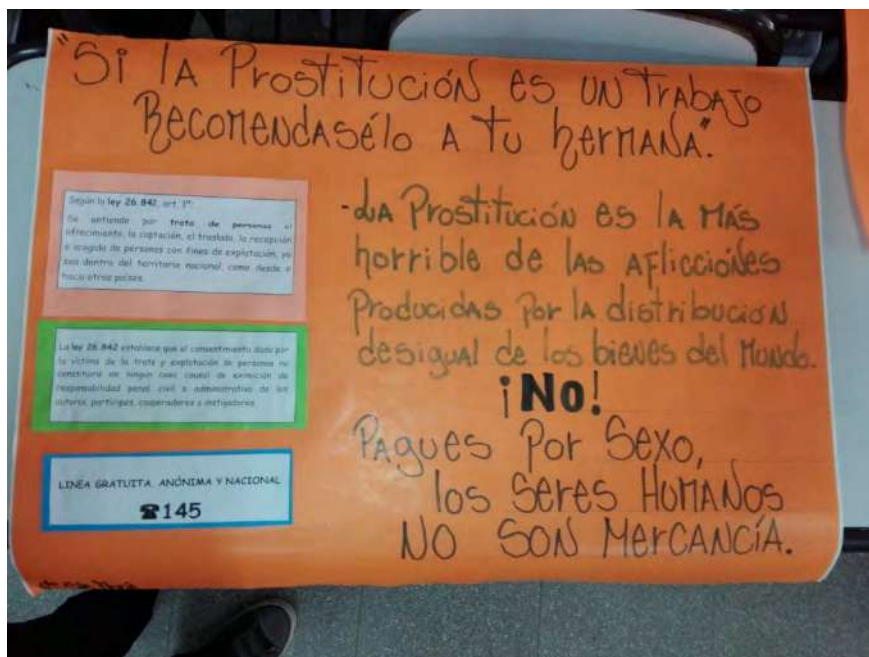 "Si lA Prostitución es un TrAbAjo
Recomendasélo A tu hermana".
Según la ley 26.842, art. 1º:
Se entiende por trata de personas el
ofrecimiento, la captación, el traslado, la recepción
o acogida de personas con fines de explotación, ya
sea dentro del territorio nacional, como desde o
hacia otros países.
La ley 26.842 establece que el consentimiento dado por
la víctima de la trata y explotación de personas no
constituirá en ningún caso causal de eximición de
responsabilidad penal, civil o administrativa de los
autores, partícipes, cooperadores o instigadores.
LINEA GRATUITA, ANÓNIMA Y NACIONAL
☎145
-LA Prostitución es lA más
horrible de lAs Aflicciones
Producidas Por lA distribución
desigual de los bienes del Mundo.
¡No!
PAgues Por Sexo,
los Seres HumAnos
NO SON MercANcíA.